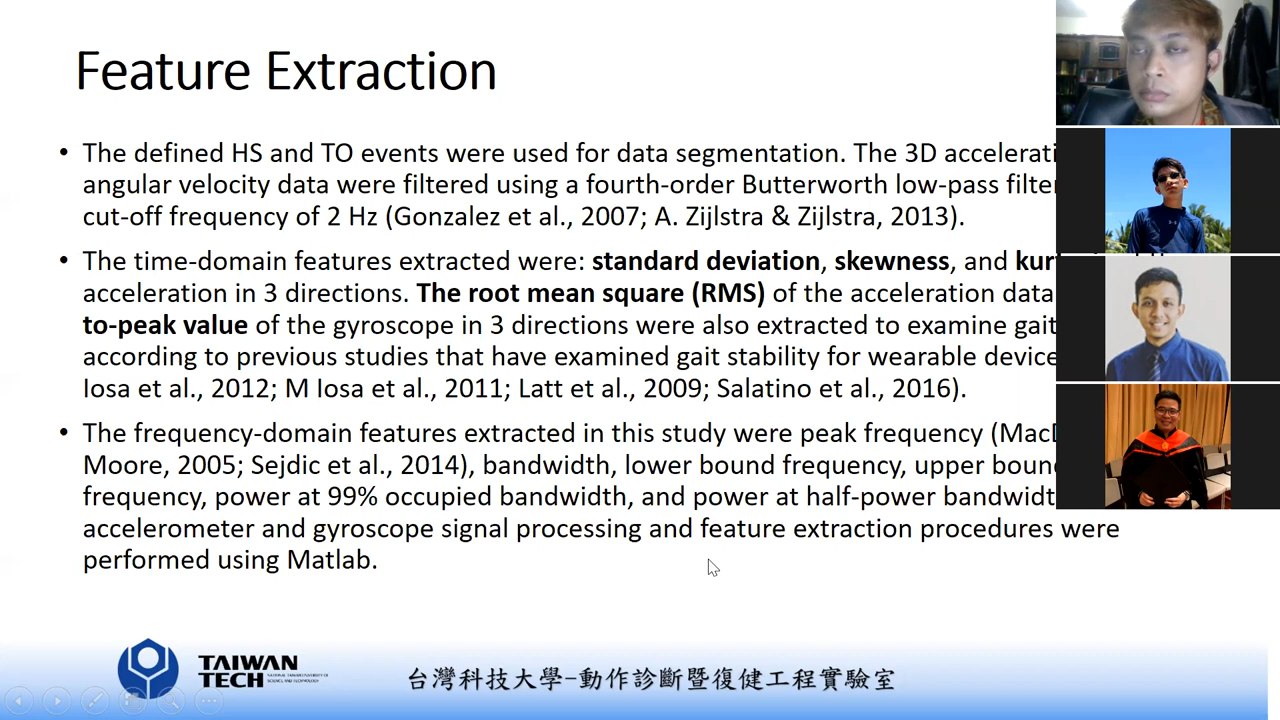 Feature Extraction
• The defined HS and TO events were used for data segmentation. The 3D accelerati
angular velocity data were filtered using a fourth-order Butterworth low-pass filter
cut-off frequency of 2 Hz (Gonzalez et al., 2007; A. Zijlstra & Zijlstra, 2013).
• The time-domain features extracted were: standard deviation, skewness, and kur
acceleration in 3 directions. The root mean square (RMS) of the acceleration data
to-peak value of the gyroscope in 3 directions were also extracted to examine gait
according to previous studies that have examined gait stability for wearable device
Iosa et al., 2012; M Iosa et al., 2011; Latt et al., 2009; Salatino et al., 2016).
• The frequency-domain features extracted in this study were peak frequency (MacD
Moore, 2005; Sejdic et al., 2014), bandwidth, lower bound frequency, upper boun
frequency, power at 99% occupied bandwidth, and power at half-power bandwidt
accelerometer and gyroscope signal processing and feature extraction procedures were
performed using Matlab.
TAIWAN
TECH
NATIONAL TAIWAN UNIVERSITY OF
SCIENCE AND TECHNOLOGY
台灣科技大學-動作診斷暨復健工程實驗室